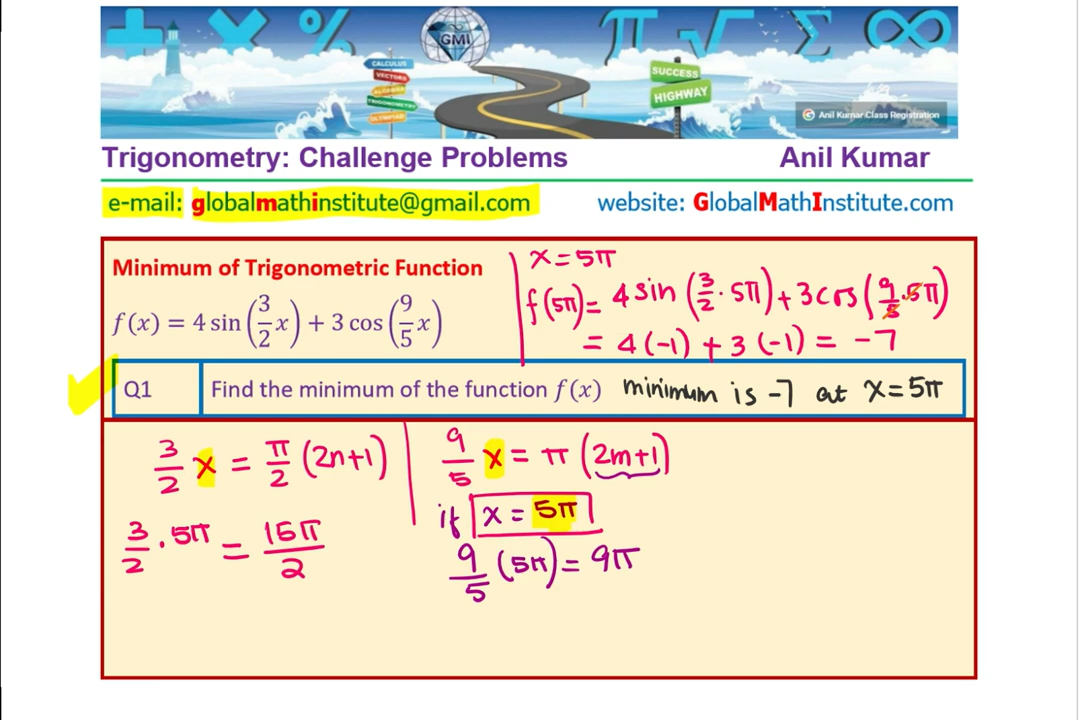 GMI
CALCULUS
VECTORS
ALGEBRA
TRIGONOMETRY
OLYMPIAD
% π √ Σ ∞
SUCCESS
HIGHWAY
Anil Kumar Class Registration
Trigonometry: Challenge Problems Anil Kumar
e-mail: globalmathinstitute@gmail.com website: GlobalMathInstitute.com
Minimum of Trigonometric Function
f(x) = 4 sin(3/2 x) + 3 cos(9/5 x)
x = 5π
f(5π) = 4 sin(3/2 · 5π) + 3 cos(9/5 · 5π)
= 4(-1) + 3(-1) = -7
Q1 Find the minimum of the function f(x) minimum is -7 at x = 5π
3/2 x = π/2 (2n+1)
3/2 · 5π = 15π/2
9/5 x = π (2m+1)
if x = 5π
9/5 (5π) = 9π